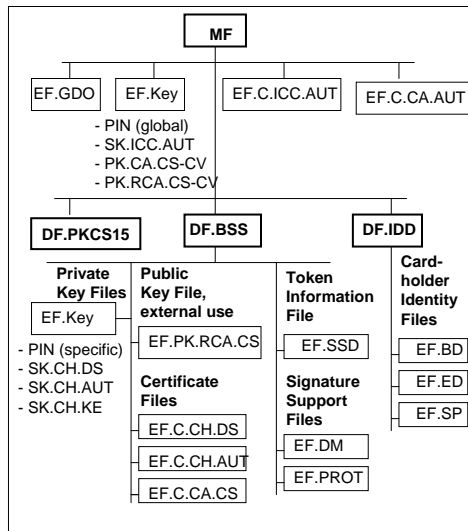 MF
EF.GDO
EF.Key
EF.C.ICC.AUT
EF.C.CA.AUT
- PIN (global)
- SK.ICC.AUT
- PK.CA.CS-CV
- PK.RCA.CS-CV
DF.PKCS15
DF.BSS
DF.IDD
Private
Key Files
EF.Key
- PIN (specific)
- SK.CH.DS
- SK.CH.AUT
- SK.CH.KE
Public
Key File,
external use
EF.PK.RCA.CS
Certificate
Files
EF.C.CH.DS
EF.C.CH.AUT
EF.C.CA.CS
Token
Information
File
EF.SSD
Signature
Support
Files
EF.DM
EF.PROT
Card-
holder
Identity
Files
EF.BD
EF.ED
EF.SP